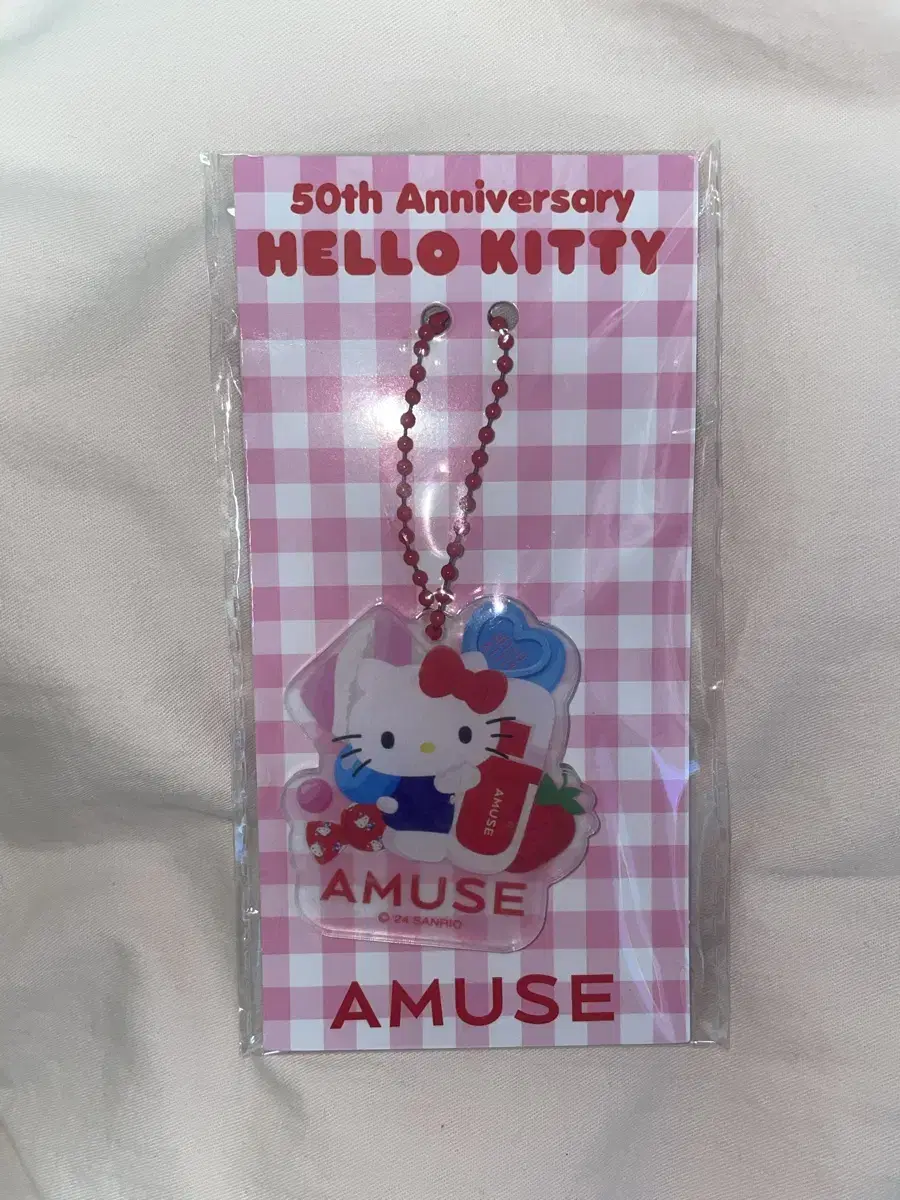 50th Anniversary
HELLO KITTY
AMUSE
AMUSE
© '24 SANRIO
AMUSE